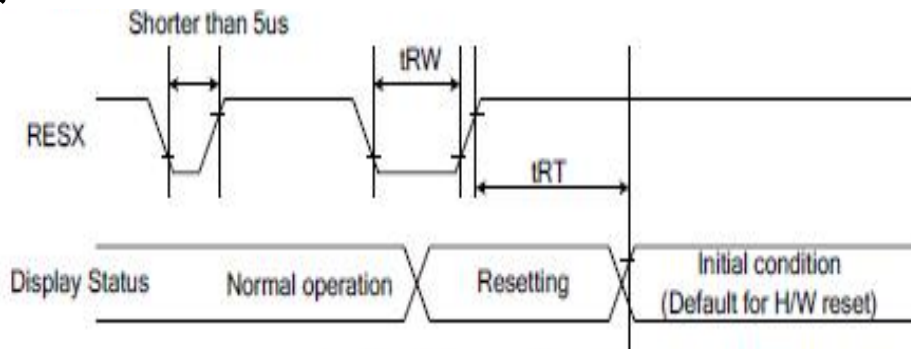 Shorter than 5us
tRW
RESX
tRT
Display Status
Normal operation
Resetting
Initial condition
(Default for H/W reset)